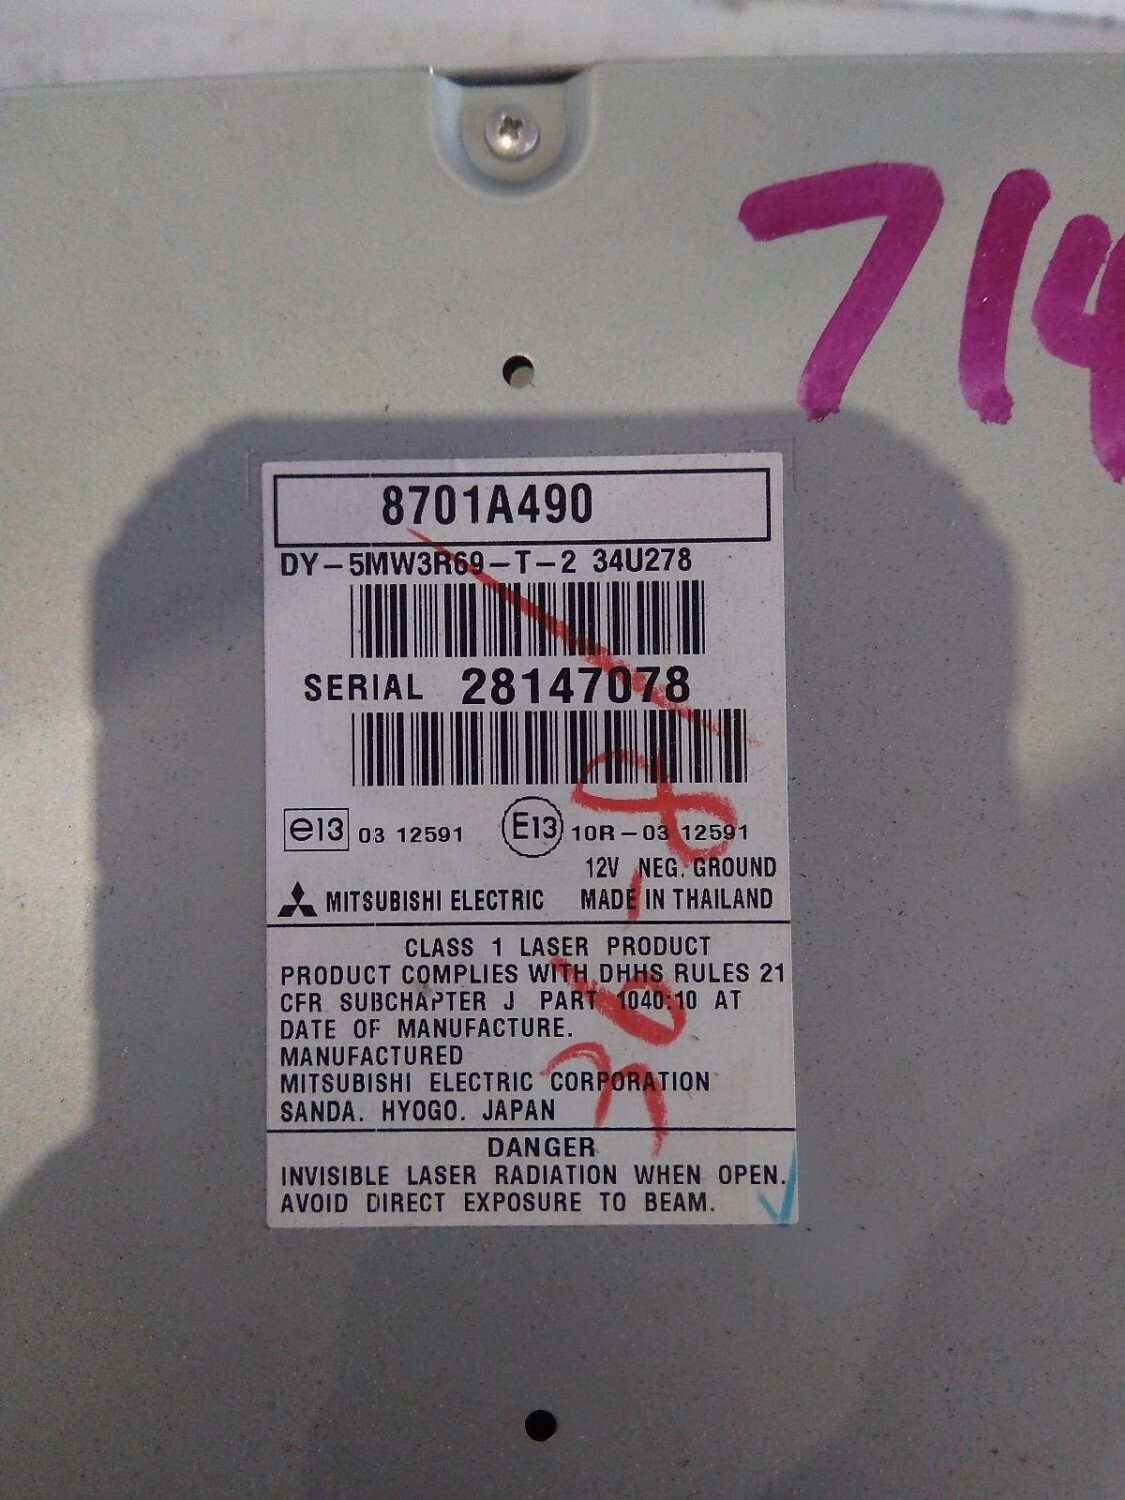 714
8701A490
DY-5MW3R69-T-2 34U278
SERIAL 28147078
e13 03 12591 E13 10R-03 12591
12V NEG. GROUND
MITSUBISHI ELECTRIC MADE IN THAILAND
CLASS 1 LASER PRODUCT
PRODUCT COMPLIES WITH DHHS RULES 21
CFR SUBCHAPTER J PART 1040.10 AT
DATE OF MANUFACTURE.
MANUFACTURED
MITSUBISHI ELECTRIC CORPORATION
SANDA. HYOGO. JAPAN
DANGER
INVISIBLE LASER RADIATION WHEN OPEN.
AVOID DIRECT EXPOSURE TO BEAM.
36-8